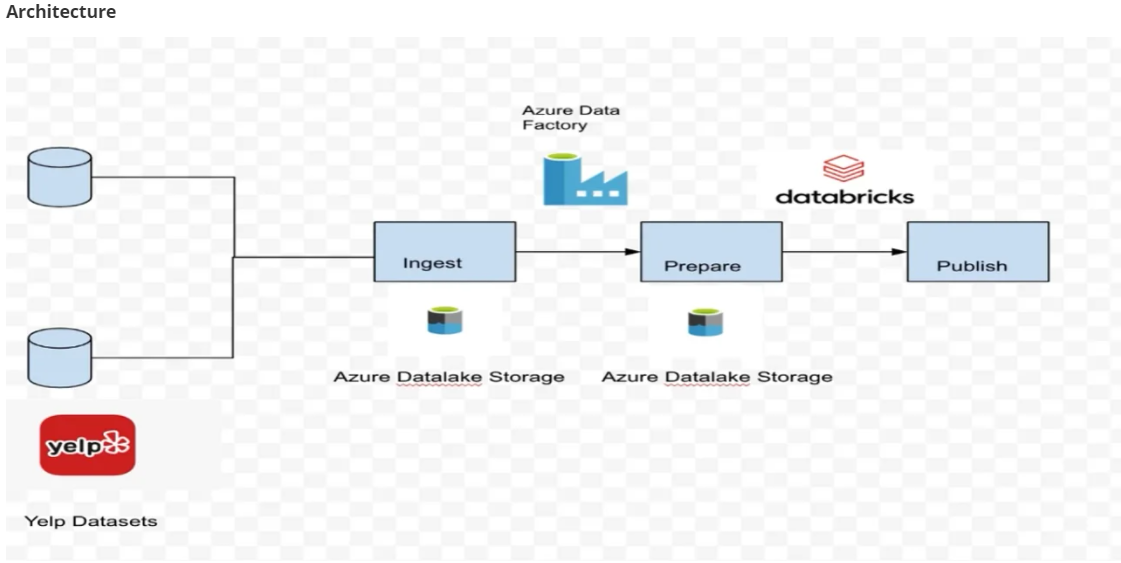 Architecture
Azure Data
Factory
databricks
Ingest
Prepare
Publish
Azure Datalake Storage
Azure Datalake Storage
yelp
Yelp Datasets